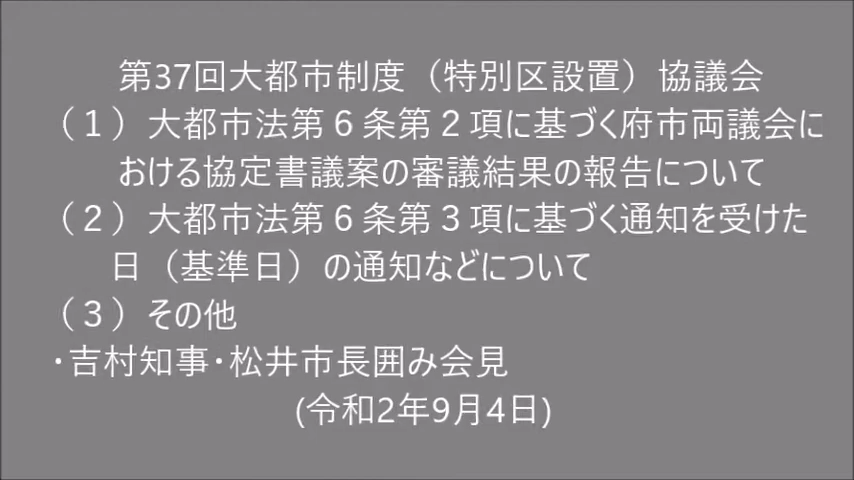 第37回大都市制度（特別区設置）協議会
（１）大都市法第６条第２項に基づく府市両議会に
おける協定書議案の審議結果の報告について
（２）大都市法第６条第３項に基づく通知を受けた
日（基準日）の通知などについて
（３）その他
・吉村知事・松井市長囲み会見
(令和2年9月4日)